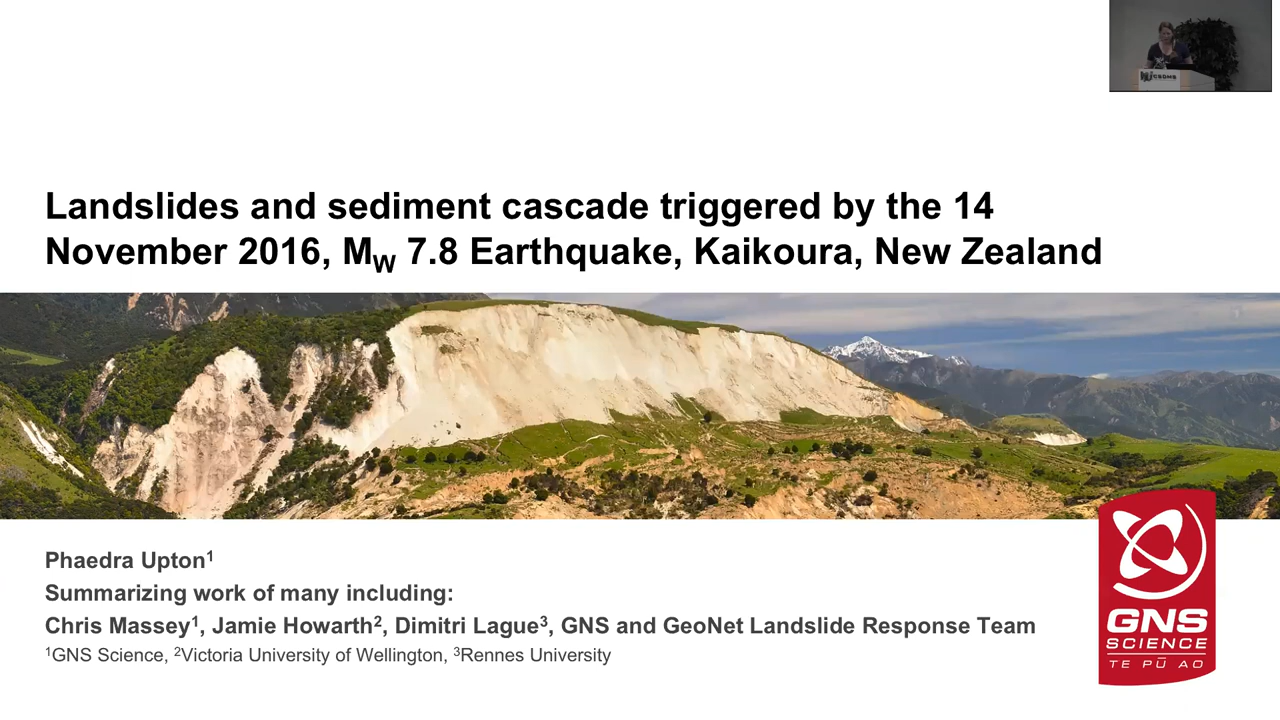 CSDMS
Landslides and sediment cascade triggered by the 14
November 2016, MW 7.8 Earthquake, Kaikoura, New Zealand
Phaedra Upton1
Summarizing work of many including:
Chris Massey1, Jamie Howarth2, Dimitri Lague3, GNS and GeoNet Landslide Response Team
1GNS Science, 2Victoria University of Wellington, 3Rennes University
GNS
SCIENCE
TE PŪ AO